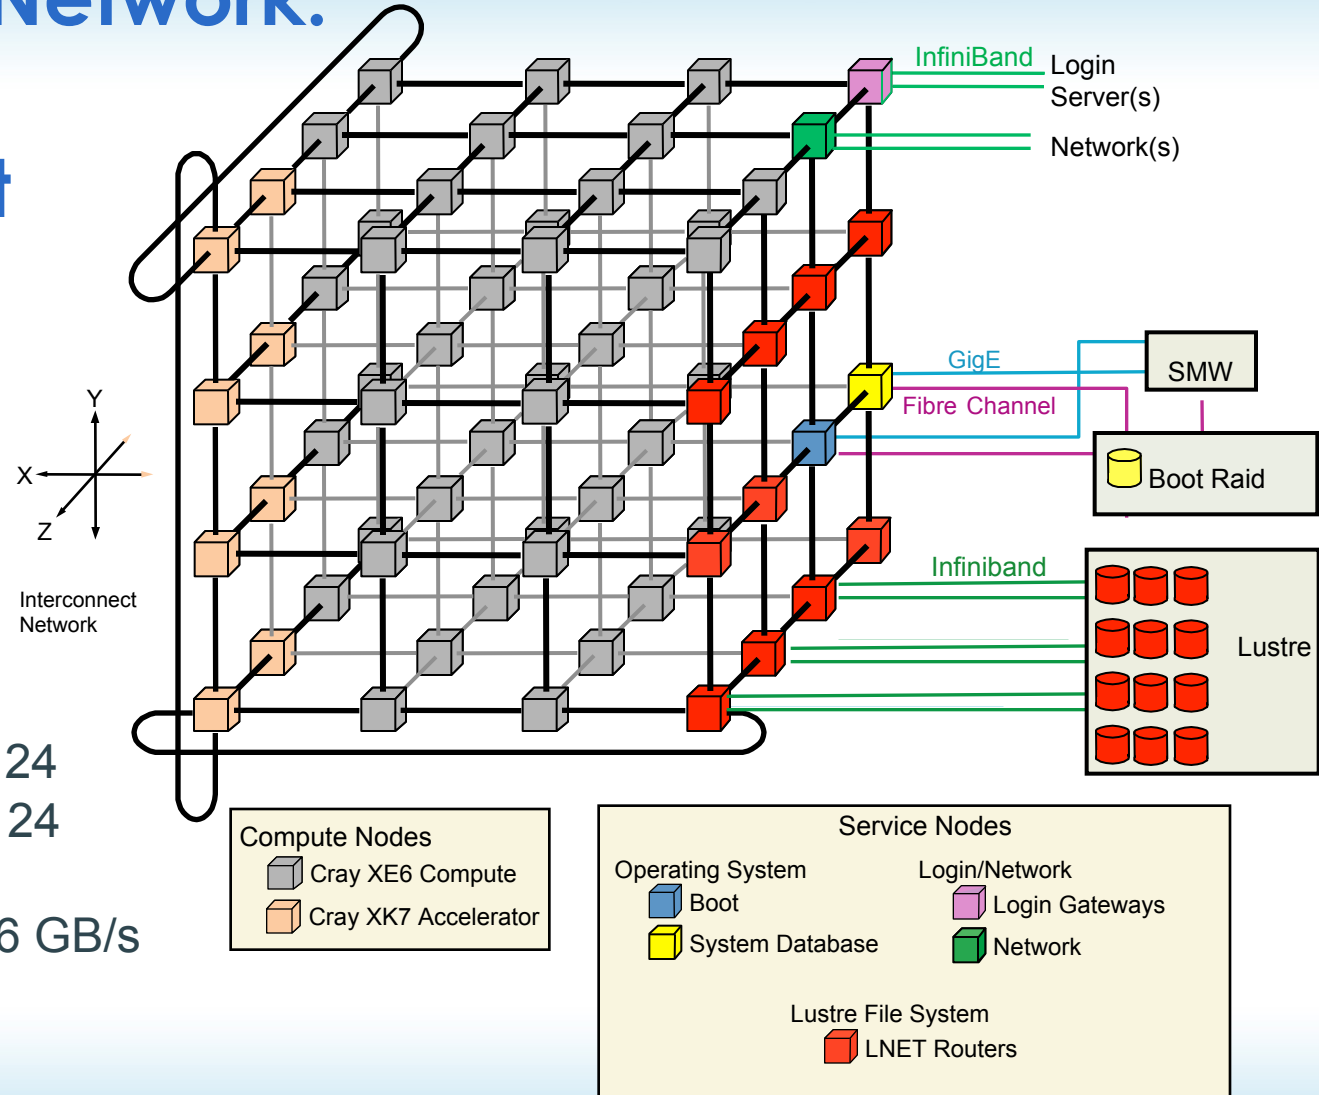 Network.
t
InfiniBand
Login
Server(s)
Network(s)
GigE
SMW
Fibre Channel
Boot Raid
Y
X
Z
Interconnect
Network
Infiniband
Lustre
24
24
6 GB/s
Compute Nodes
Cray XE6 Compute
Cray XK7 Accelerator
Service Nodes
Operating System
Boot
System Database
Login/Network
Login Gateways
Network
Lustre File System
LNET Routers